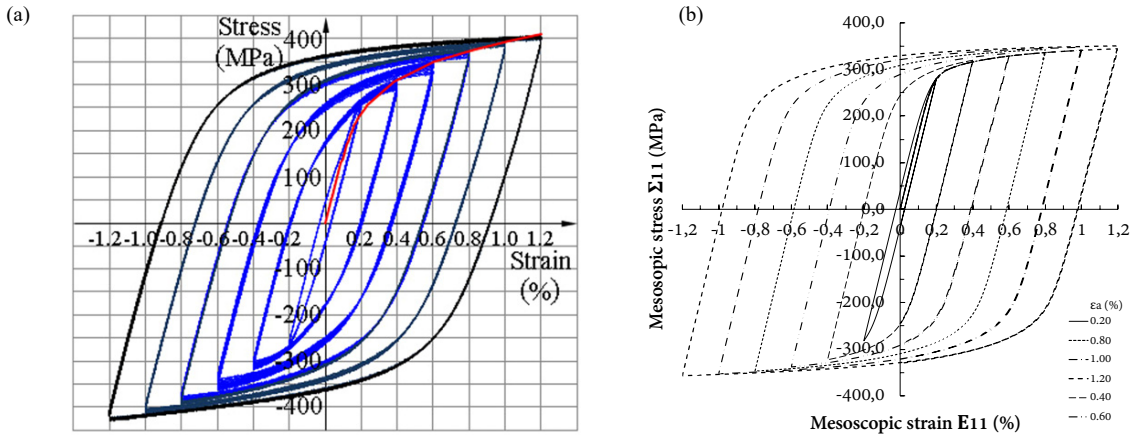 (a)
Stress
(MPa)
400
300
200
100
-1.2 -1.0 -0.8 -0.6 -0.4 -0.2 0.2 0.4 0.6 0.8 1.0 1.2
Strain
(%)
-100
-200
-300
-400
(b)
400,0
300,0
200,0
100,0
0,0
-1,2 -1 -0,8 -0,6 -0,4 -0,2 0 0,2 0,4 0,6 0,8 1 1,2
-100,0
-200,0
-300,0
-400,0
Mesoscopic stress Σ11 (MPa)
Mesoscopic strain E11 (%)
εa (%)
0.20
0.80
1.00
1.20
0.40
0.60